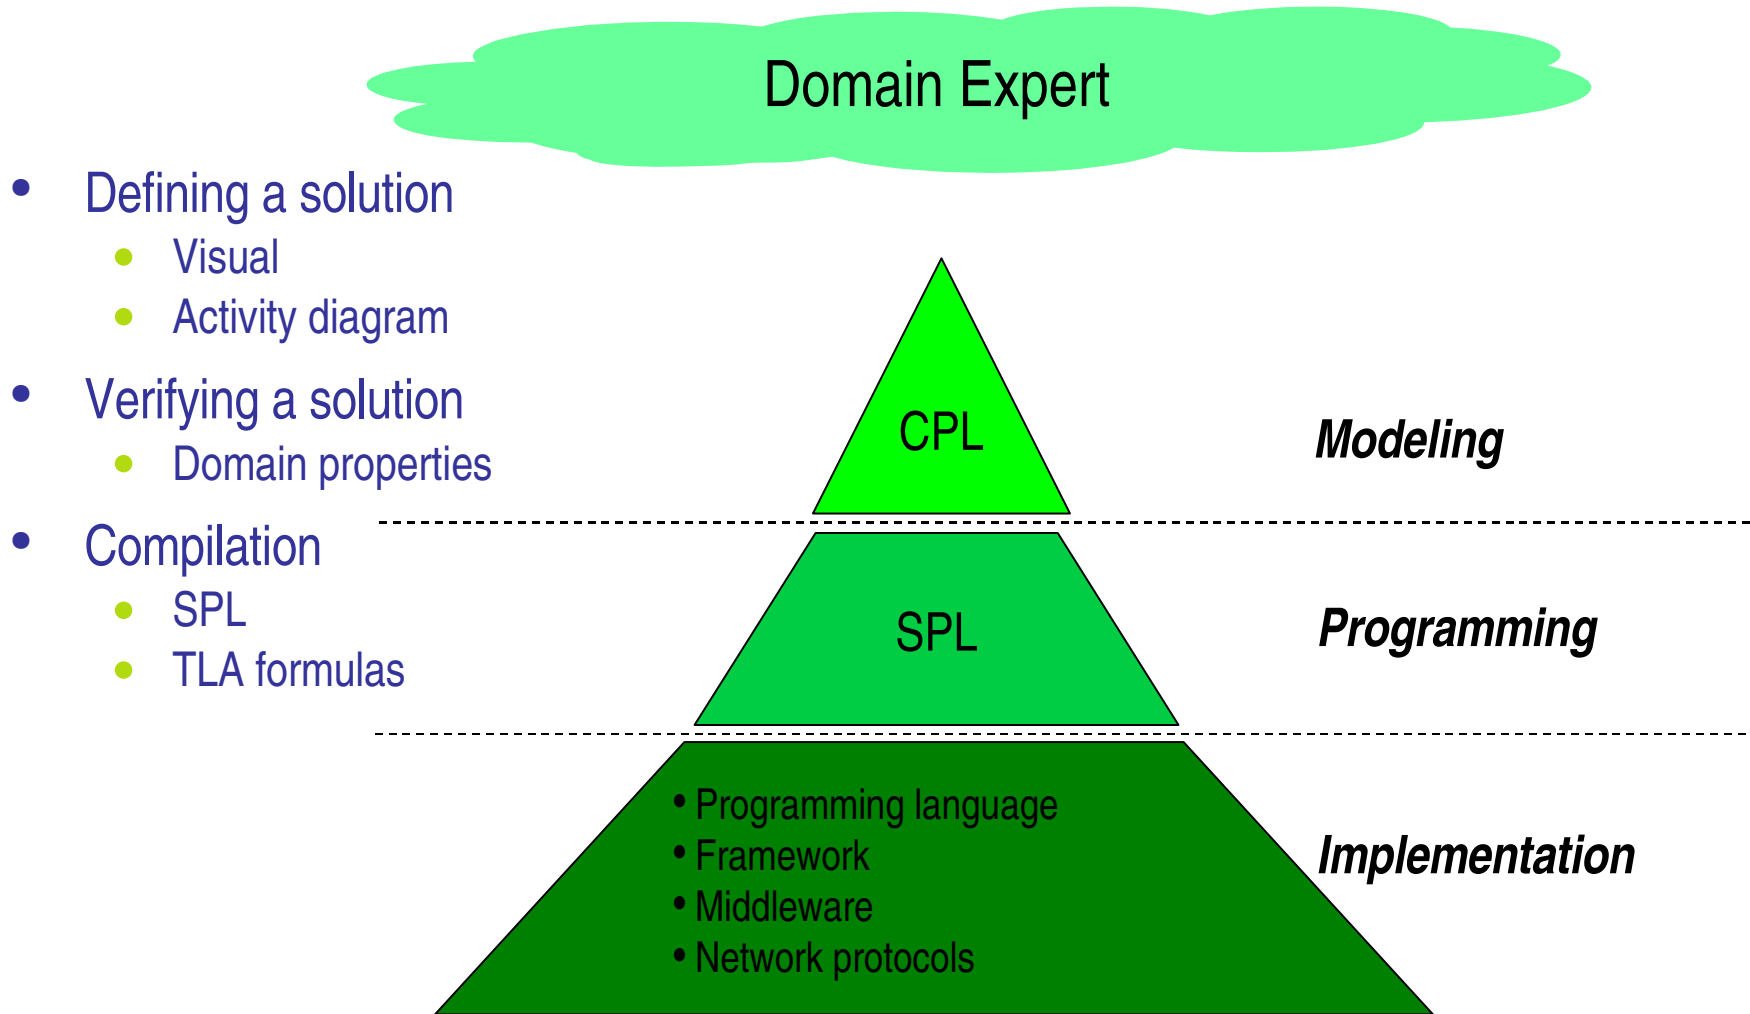 Domain Expert
• Defining a solution
• Visual
• Activity diagram
• Verifying a solution
• Domain properties
• Compilation
• SPL
• TLA formulas
CPL
Modeling
SPL
Programming
• Programming language
• Framework
• Middleware
• Network protocols
Implementation